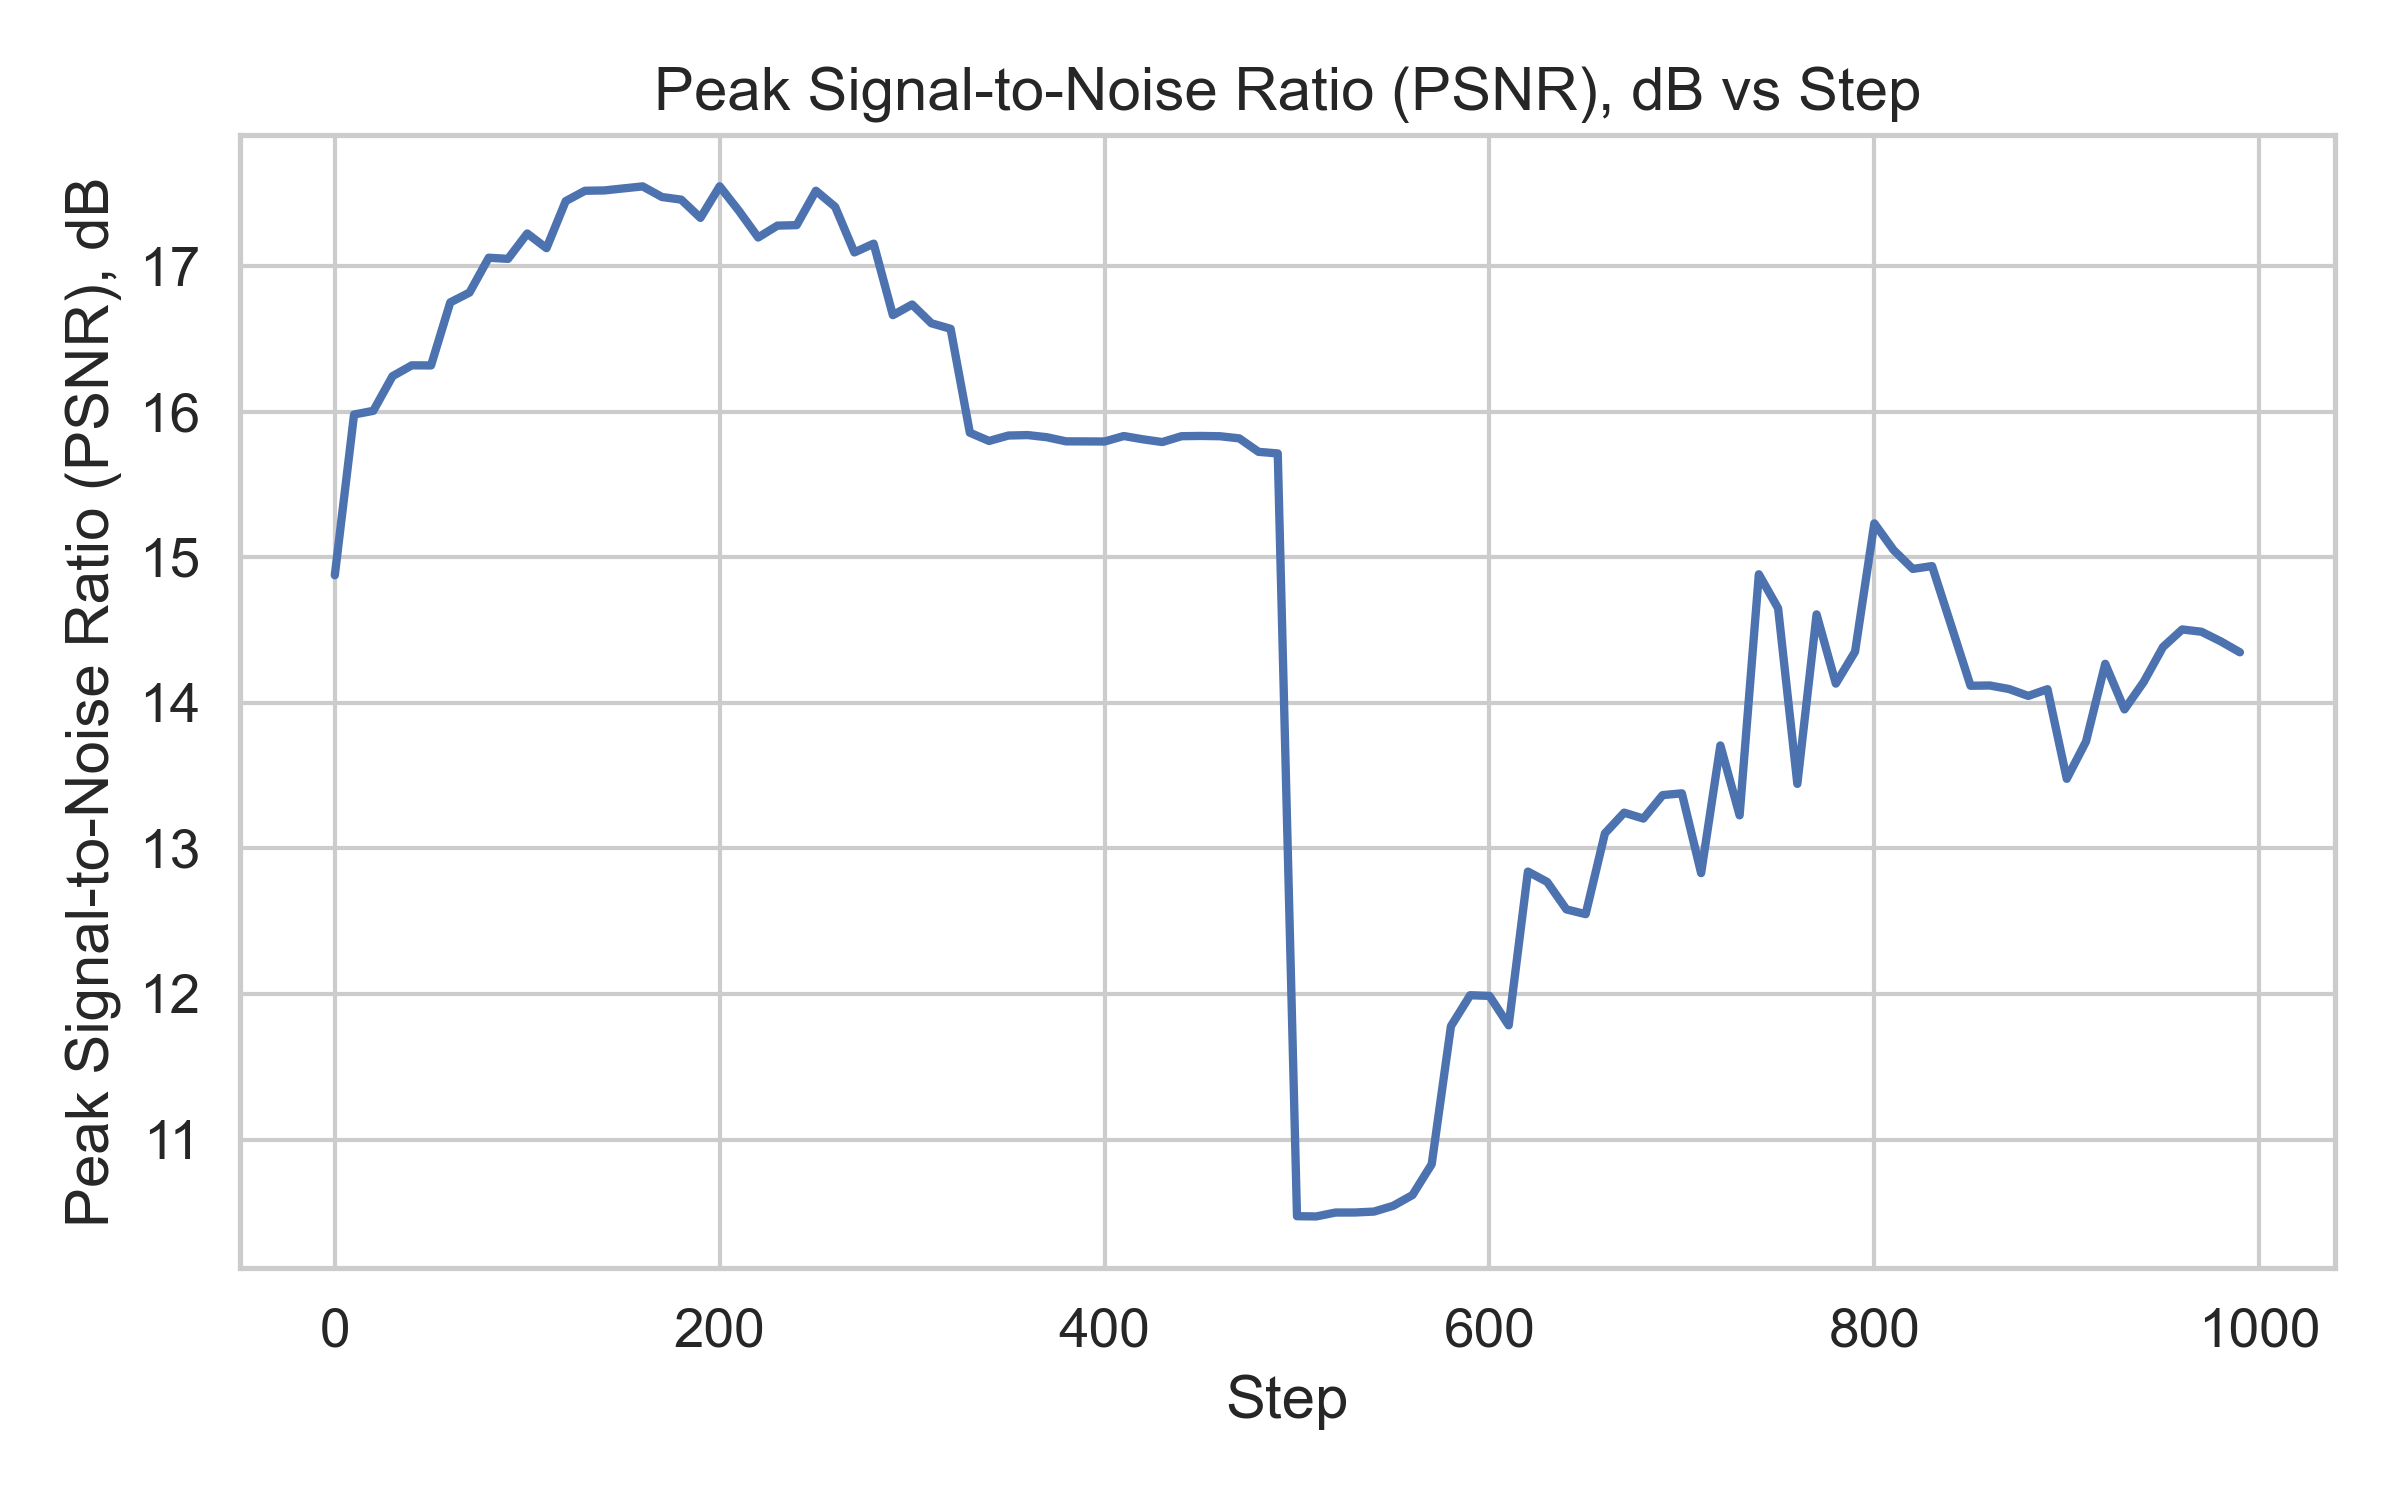 Peak Signal-to-Noise Ratio (PSNR), dB vs Step
Peak Signal-to-Noise Ratio (PSNR), dB
17
16
15
14
13
12
11
0 200 400 600 800 1000
Step